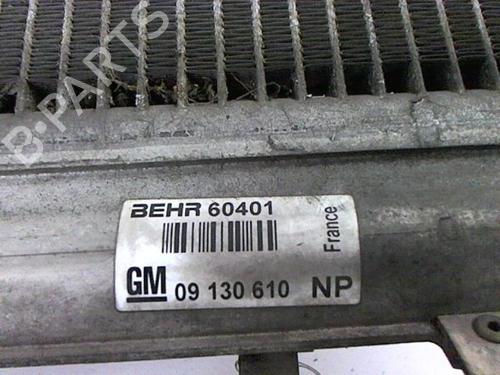 B-PARTS
BEHR 60401
France
GM 09 130 610 NP